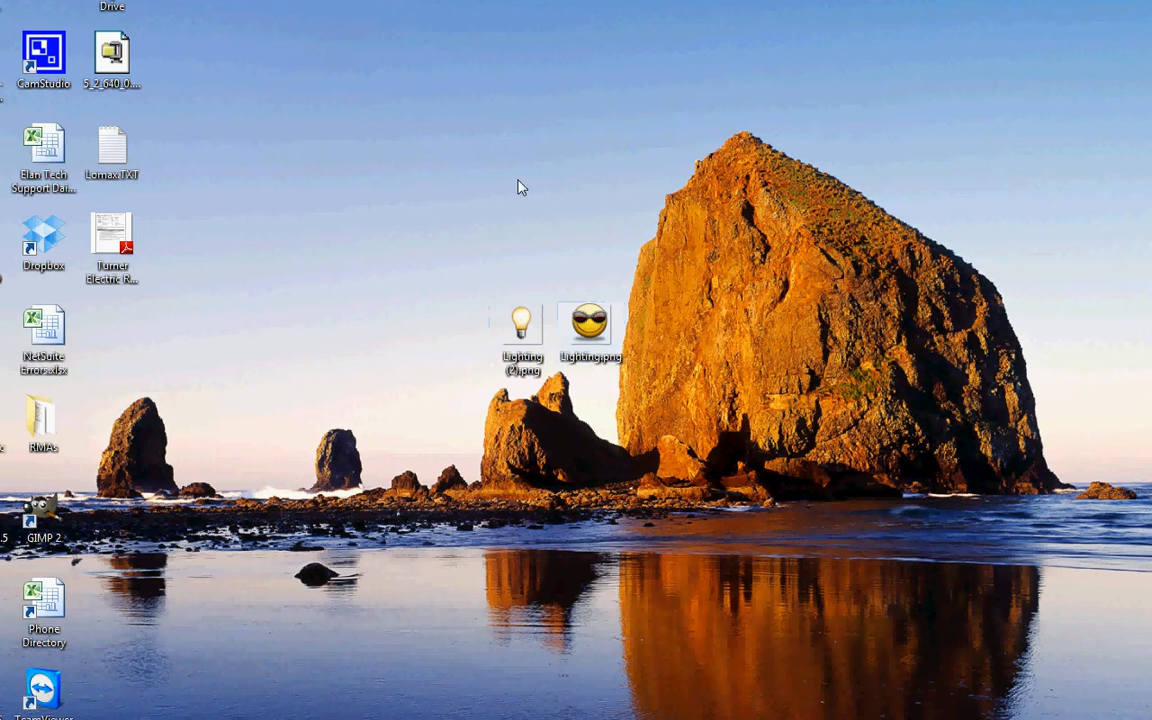 Drive
CamStudio
5_2_640_0....
Elan Tech
Support Dai...
Lomax.TXT
Dropbox
Turner
Electric R...
NetSuite
Errors.xlsx
Lighting
(2).png
Lighting.png
RMAs
.5
GIMP 2
Phone
Directory
TeamViewer